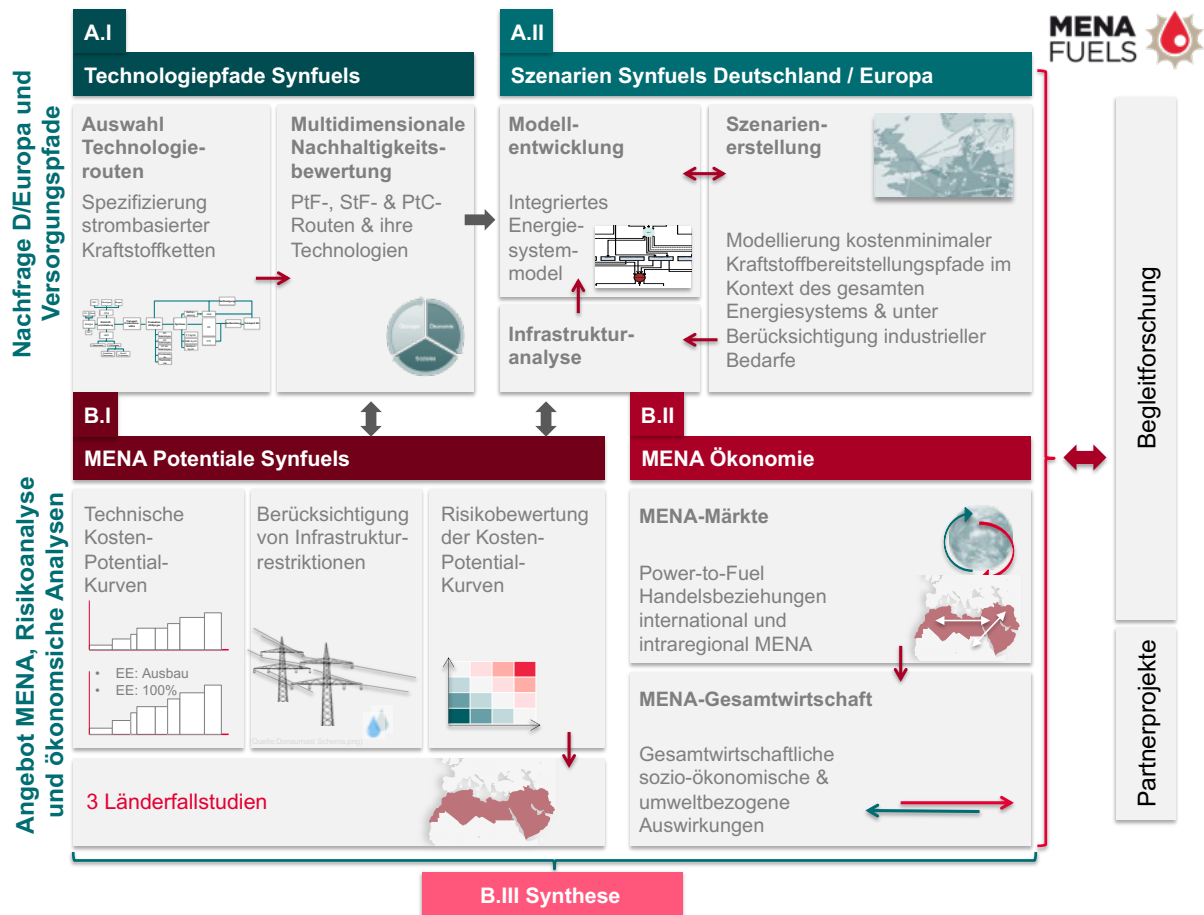 MENA
FUELS
Nachfrage D/Europa und
Versorgungspfade
A.I
Technologiepfade Synfuels
Auswahl
Technologie-
routen
Spezifizierung
strombasierter
Kraftstoffketten
Multidimensionale
Nachhaltigkeits-
bewertung
PtF-, StF- & PtC-
Routen & ihre
Technologien
Ökonomie
A.II
Szenarien Synfuels Deutschland / Europa
Modell-
entwicklung
Integriertes
Energie-
system-
model
Infrastruktur-
analyse
Szenarien-
erstellung
Modellierung kostenminimaler
Kraftstoffbereitstellungspfade im
Kontext des gesamten
Energiesystems & unter
Berücksichtigung industrieller
Bedarfe
Angebot MENA, Risikoanalyse
und ökonomsiche Analysen
B.I
MENA Potentiale Synfuels
Technische
Kosten-
Potential-
Kurven
• EE: Ausbau
• EE: 100%
Berücksichtigung
von Infrastruktur-
restriktionen
Risikobewertung
der Kosten-
Potential-
Kurven
3 Länderfallstudien
B.II
MENA Ökonomie
MENA-Märkte
Power-to-Fuel
Handelsbeziehungen
international und
intraregional MENA
MENA-Gesamtwirtschaft
Gesamtwirtschaftliche
sozio-ökonomische &
umweltbezogene
Auswirkungen
B.III Synthese
Begleitforschung
Partnerprojekte